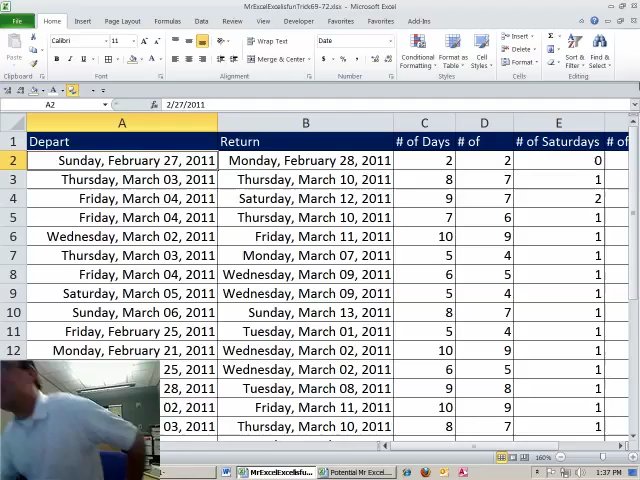 MrExcelExcelisfunTrick69-72.xlsx - Microsoft Excel
File Home Insert Page Layout Formulas Data Review View Developer Favorites Add-Ins
Calibri 11 Wrap Text Date Insert
Paste Merge & Center Conditional Formatting Format as Table Cell Styles Delete Format Sort & Filter Find & Select
Clipboard Font Alignment Number Styles Cells Editing
A2 fx 2/27/2011
A B C D E
1 Depart Return # of Days # of # of Saturdays # of
2 Sunday, February 27, 2011 Monday, February 28, 2011 2 2 0
3 Thursday, March 03, 2011 Thursday, March 10, 2011 8 7 1
4 Friday, March 04, 2011 Saturday, March 12, 2011 9 7 2
5 Friday, March 04, 2011 Thursday, March 10, 2011 7 6 1
6 Wednesday, March 02, 2011 Friday, March 11, 2011 10 9 1
7 Thursday, March 03, 2011 Monday, March 07, 2011 5 4 1
8 Friday, March 04, 2011 Wednesday, March 09, 2011 6 5 1
9 Saturday, March 05, 2011 Wednesday, March 09, 2011 5 4 1
10 Sunday, March 06, 2011 Sunday, March 13, 2011 8 7 1
11 Friday, February 25, 2011 Tuesday, March 01, 2011 5 4 1
12 Monday, February 21, 2011 Wednesday, March 02, 2011 10 9 1
25, 2011 Wednesday, March 02, 2011 6 5 1
28, 2011 Tuesday, March 08, 2011 9 8 1
02, 2011 Friday, March 11, 2011 10 9 1
03, 2011 Thursday, March 10, 2011 8 7 1
160%
MrExcelExcelisfu... Potential Mr Excel... 1:37 PM